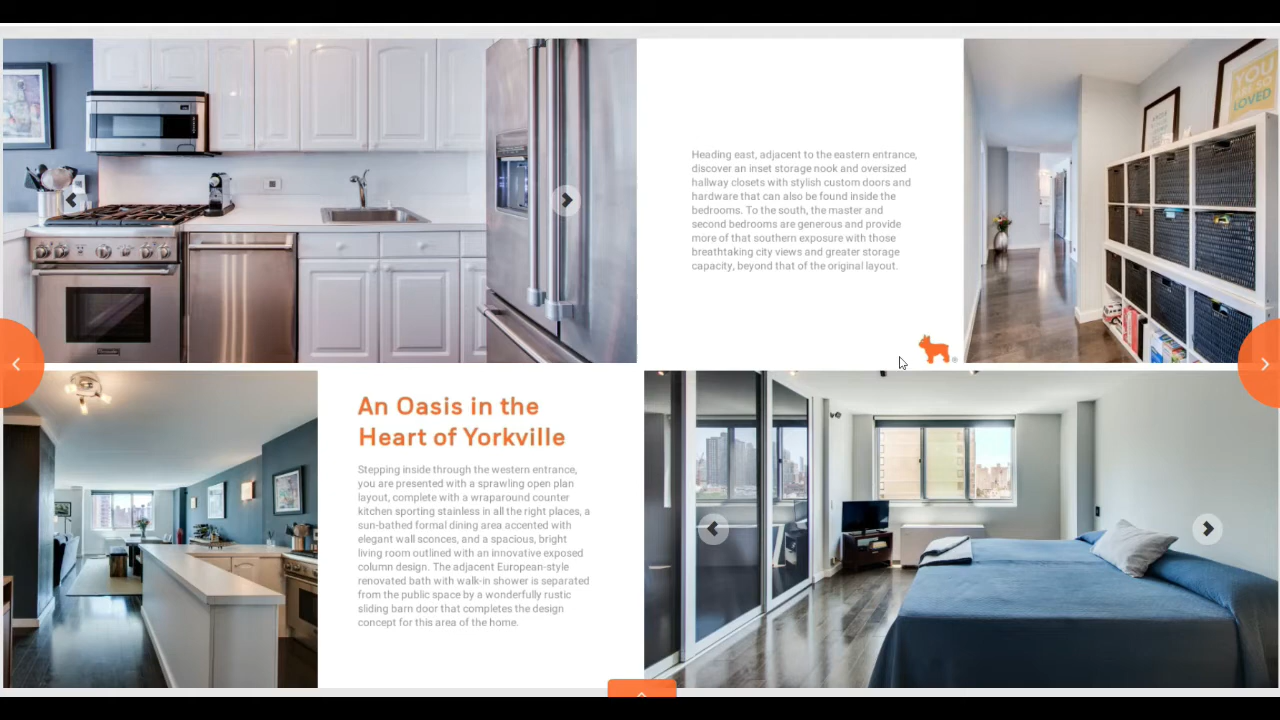 YOU
ARE SO
LOVED
Heading east, adjacent to the eastern entrance,
discover an inset storage nook and oversized
hallway closets with stylish custom doors and
hardware that can also be found inside the
bedrooms. To the south, the master and
second bedrooms are generous and provide
more of that southern exposure with those
breathtaking city views and greater storage
capacity, beyond that of the original layout.
®
An Oasis in the
Heart of Yorkville
Stepping inside through the western entrance,
you are presented with a sprawling open plan
layout, complete with a wraparound counter
kitchen sporting stainless in all the right places, a
sun-bathed formal dining area accented with
elegant wall sconces, and a spacious, bright
living room outlined with an innovative exposed
column design. The adjacent European-style
renovated bath with walk-in shower is separated
from the public space by a wonderfully rustic
sliding barn door that completes the design
concept for this area of the home.